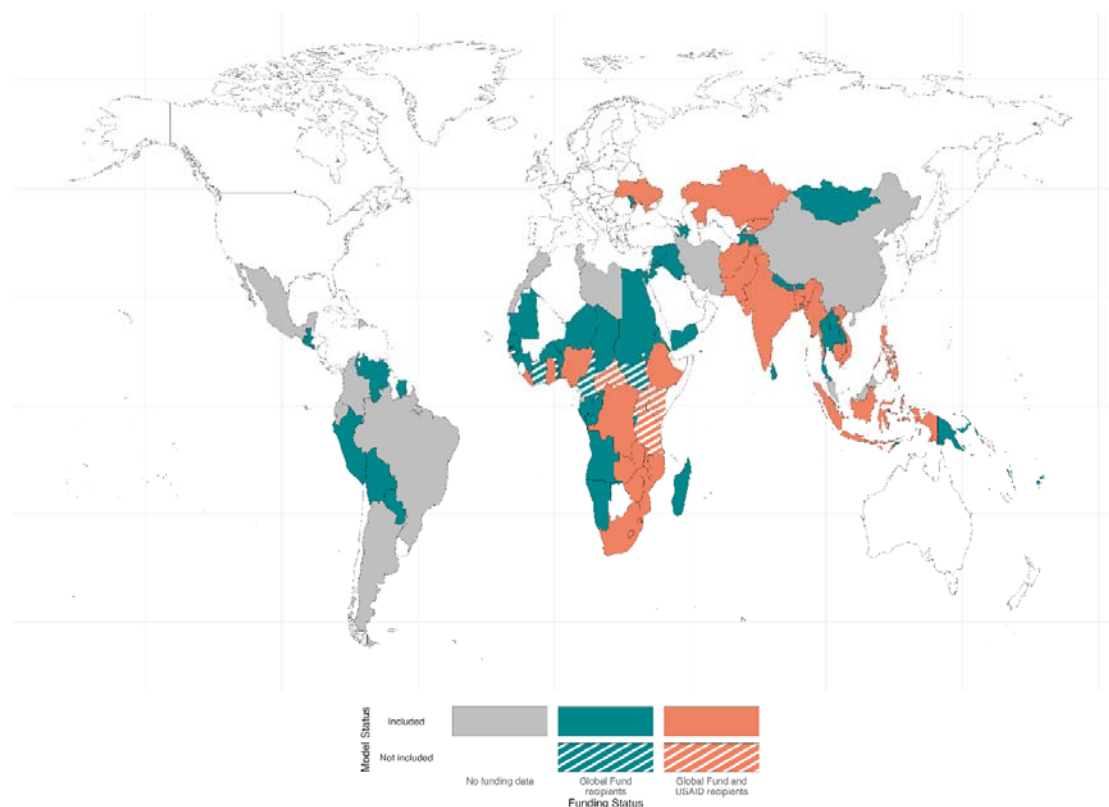 Model Status
Included
Not included
No funding data
Global Fund
recipients
Global Fund and
USAID recipients
Funding Status